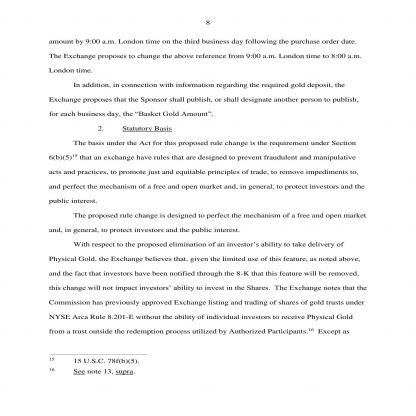 8
amount by 9:00 a.m. London time on the third business day following the purchase order date.
The Exchange proposes to change the above reference from 9:00 a.m. London time to 8:00 a.m.
London time.
In addition, in connection with information regarding the required gold deposit, the
Exchange proposes that the Sponsor shall publish, or shall designate another person to publish,
for each business day, the “Basket Gold Amount”.
2. Statutory Basis
The basis under the Act for this proposed rule change is the requirement under Section
6(b)(5)15 that an exchange have rules that are designed to prevent fraudulent and manipulative
acts and practices, to promote just and equitable principles of trade, to remove impediments to,
and perfect the mechanism of a free and open market and, in general, to protect investors and the
public interest.
The proposed rule change is designed to perfect the mechanism of a free and open market
and, in general, to protect investors and the public interest.
With respect to the proposed elimination of an investor’s ability to take delivery of
Physical Gold, the Exchange believes that, given the limited use of this feature, as noted above,
and the fact that investors have been notified through the 8-K that this feature will be removed,
this change will not impact investors’ ability to invest in the Shares. The Exchange notes that the
Commission has previously approved Exchange listing and trading of shares of gold trusts under
NYSE Arca Rule 8.201-E without the ability of individual investors to receive Physical Gold
from a trust outside the redemption process utilized by Authorized Participants.16 Except as
15 15 U.S.C. 78f(b)(5).
16 See note 13, supra.